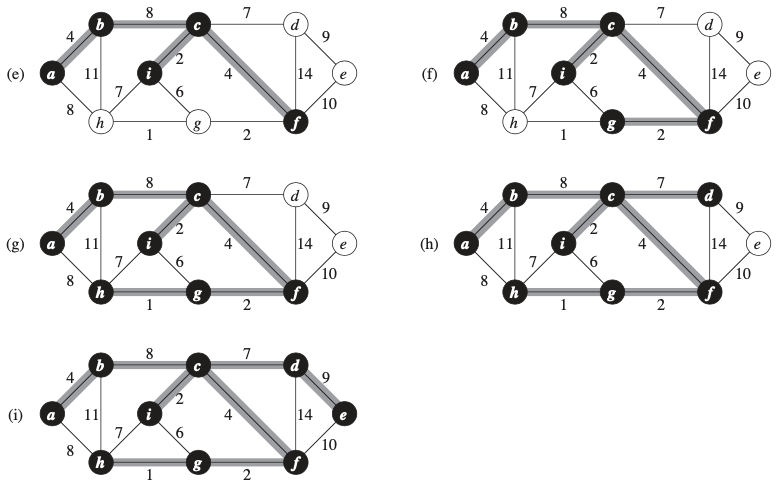 8 7 8 7
4 b c d 9 4 b c d 9
2 2
(e) a 11 i 4 14 e (f) a 11 i 4 14 e
8 7 6 10 8 7 6 10
h g f h g f
1 2 1 2
8 7 8 7
4 b c d 9 4 b c d 9
2 2
(g) a 11 i 4 14 e (h) a 11 i 4 14 e
8 7 6 10 8 7 6 10
h g f h g f
1 2 1 2
8 7
4 b c d 9
2
(i) a 11 i 4 14 e
8 7 6 10
h g f
1 2